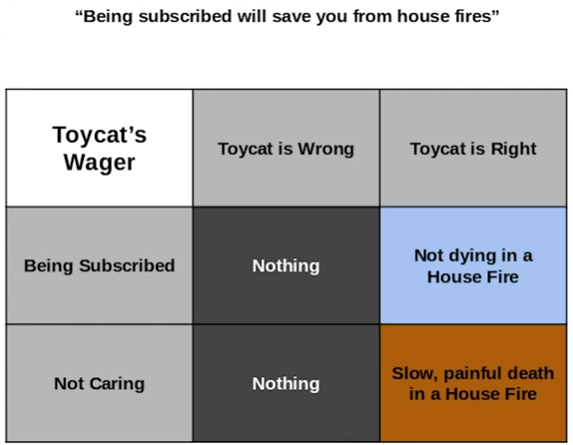 “Being subscribed will save you from house fires”
Toycat’s
Wager
Toycat is Wrong
Toycat is Right
Being Subscribed
Nothing
Not dying in a
House Fire
Not Caring
Nothing
Slow, painful death
in a House Fire